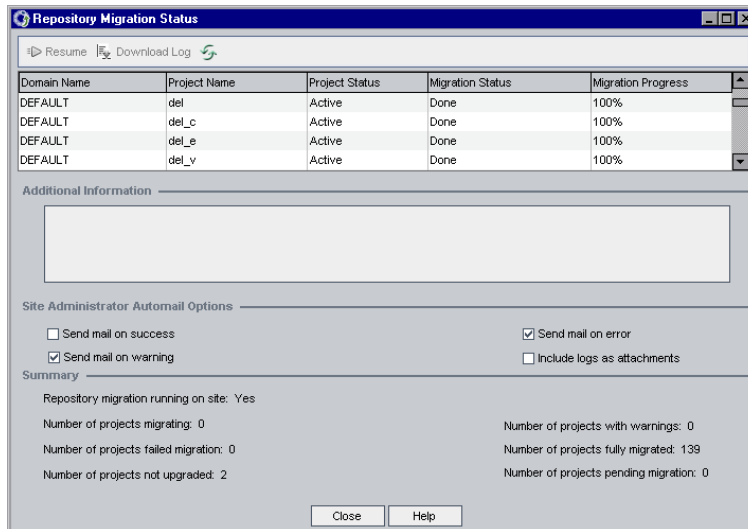 Repository Migration Status
Resume Download Log
Domain Name Project Name Project Status Migration Status Migration Progress
DEFAULT del Active Done 100%
DEFAULT del_c Active Done 100%
DEFAULT del_e Active Done 100%
DEFAULT del_v Active Done 100%
Additional Information
Site Administrator Automail Options
Send mail on success Send mail on error
Send mail on warning Include logs as attachments
Summary
Repository migration running on site: Yes
Number of projects migrating: 0 Number of projects with warnings: 0
Number of projects failed migration: 0 Number of projects fully migrated: 139
Number of projects not upgraded: 2 Number of projects pending migration: 0
Close Help